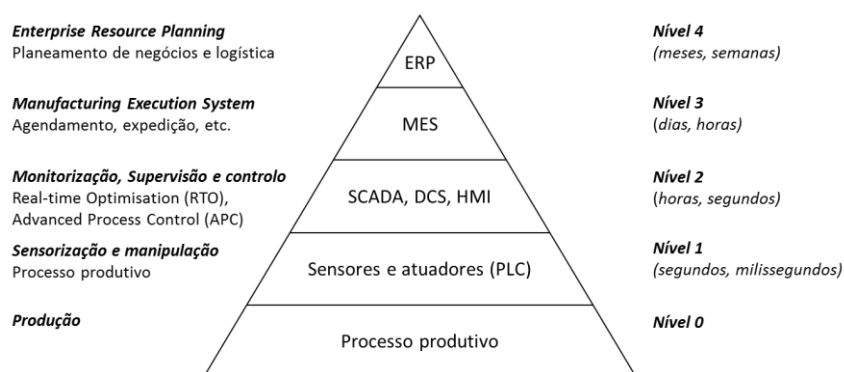 Enterprise Resource Planning
Planeamento de negócios e logística
ERP
Nível 4
(meses, semanas)
Manufacturing Execution System
Agendamento, expedição, etc.
MES
Nível 3
(dias, horas)
Monitorização, Supervisão e controlo
Real-time Optimisation (RTO),
Advanced Process Control (APC)
SCADA, DCS, HMI
Nível 2
(horas, segundos)
Sensorização e manipulação
Processo produtivo
Sensores e atuadores (PLC)
Nível 1
(segundos, milissegundos)
Produção
Processo produtivo
Nível 0